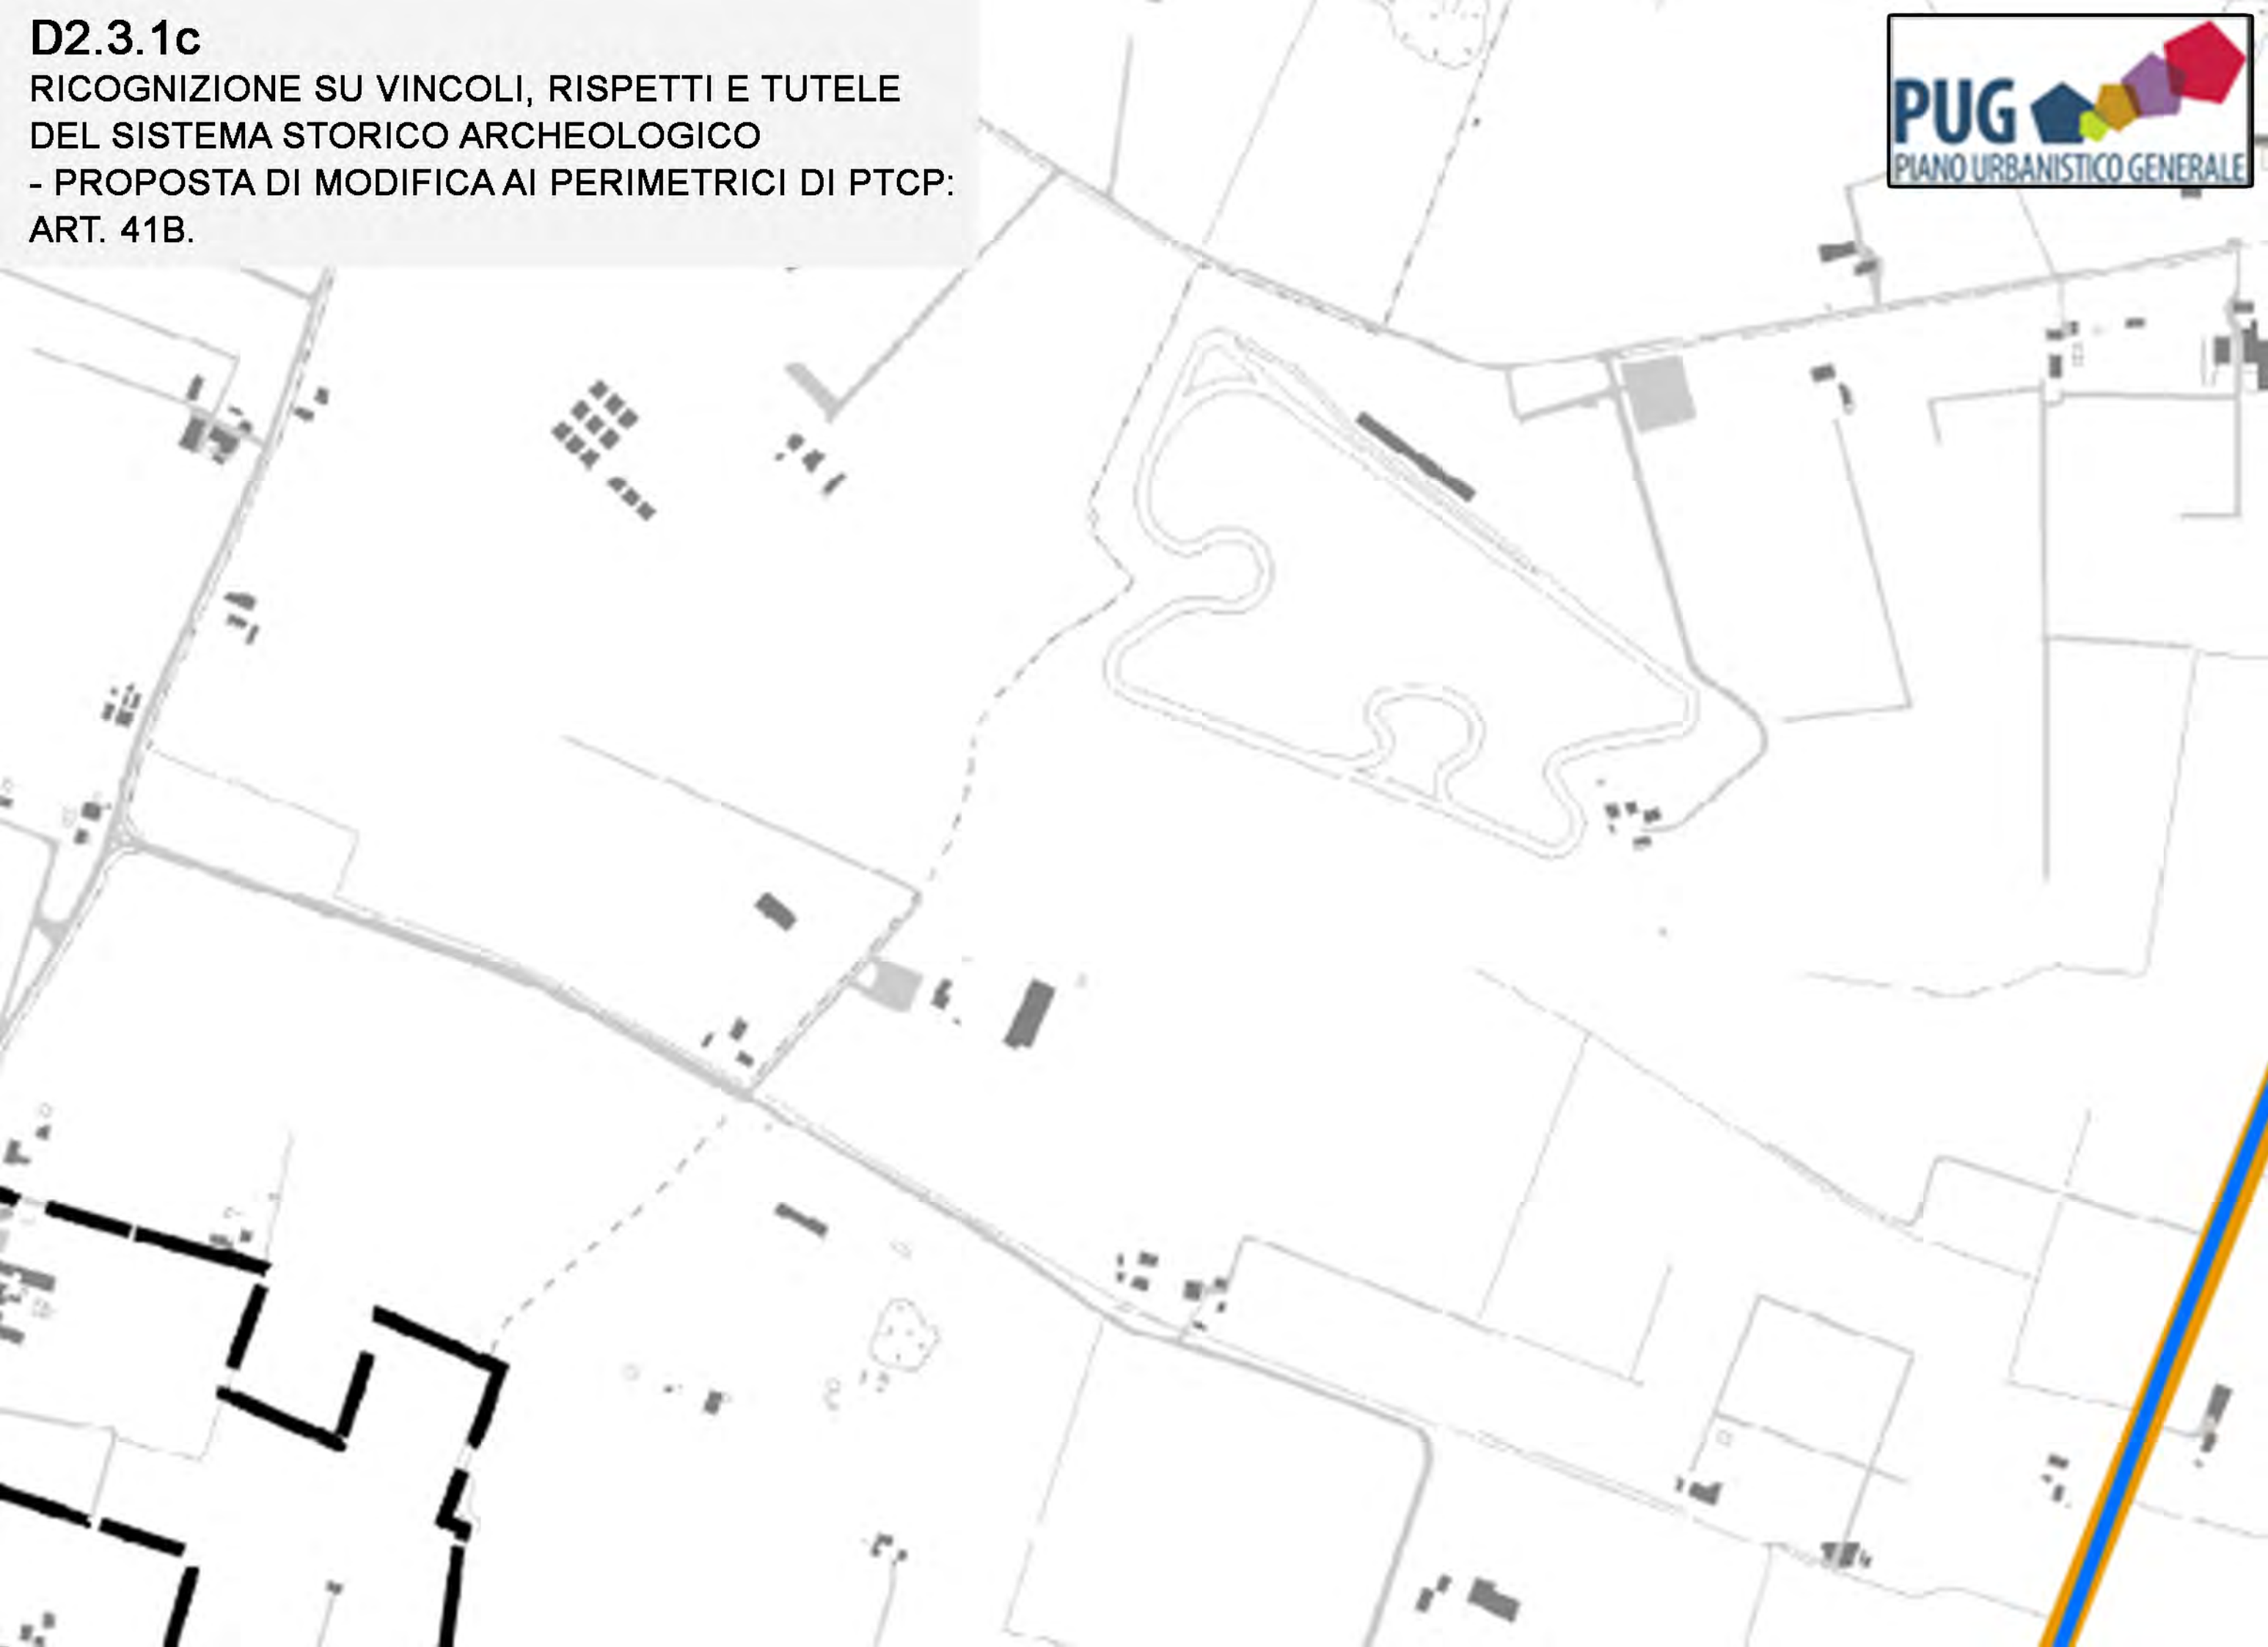 D2.3.1c
RICOGNIZIONE SU VINCOLI, RISPETTI E TUTELE
DEL SISTEMA STORICO ARCHEOLOGICO
- PROPOSTA DI MODIFICA AI PERIMETRICI DI PTCP:
ART. 41B.
PUG
PIANO URBANISTICO GENERALE